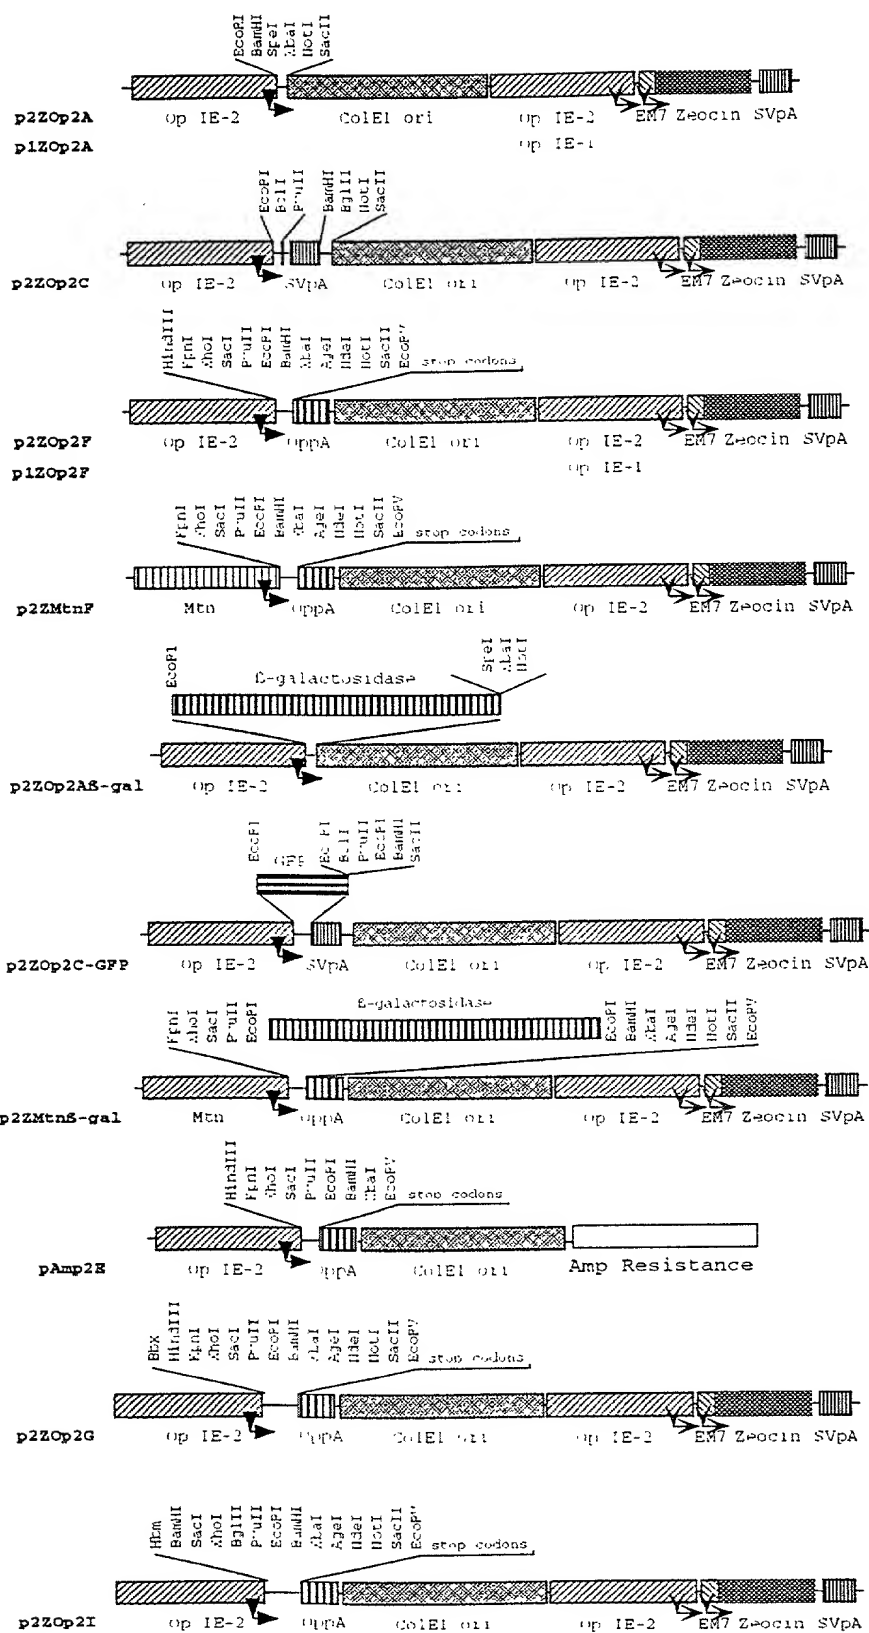 EcoRI BamHI SpeI XbaI NotI SacII
p2ZOp2A Op IE-2 ColE1 ori Op IE-2 EM7 Zeocin SVpA
p1ZOp2A Op IE-1
EcoRI BclI PvuII BamHI BglII NotI SacII
p2ZOp2C Op IE-2 SVpA ColE1 ori Op IE-2 EM7 Zeocin SVpA
HindIII KpnI XhoI SacI PvuII EcoRI BamHI XbaI AgeI NdeI NotI SacII EcoRV stop codons
p2ZOp2F Op IE-2 OppA ColE1 ori Op IE-2 EM7 Zeocin SVpA
p1ZOp2F Op IE-1
KpnI XhoI SacI PvuII EcoRI BamHI XbaI AgeI NdeI NotI SacII EcoRV stop codons
p2ZMtnF Mtn OppA ColE1 ori Op IE-2 EM7 Zeocin SVpA
EcoRI ß-galactosidase SpeI XbaI NotI
p2ZOp2Aß-gal Op IE-2 ColE1 ori Op IE-2 EM7 Zeocin SVpA
EcoRI GFP EcoRI BclI PvuII EcoRI BamHI SacII
p2ZOp2C-GFP Op IE-2 SVpA ColE1 ori Op IE-2 EM7 Zeocin SVpA
KpnI XhoI SacI PvuII EcoRI ß-galactosidase EcoRI BamHI XbaI AgeI NdeI NotI SacII EcoRV
p2ZMtnß-gal Mtn OppA ColE1 ori Op IE-2 EM7 Zeocin SVpA
HindIII KpnI XhoI SacI PvuII EcoRI BamHI XbaI EcoRV stop codons
pAmp2E Op IE-2 OppA ColE1 ori Amp Resistance
Bbx HindIII KpnI XhoI SacI PvuII EcoRI BamHI XbaI AgeI NdeI NotI SacII EcoRV stop codons
p2ZOp2G Op IE-2 OppA ColE1 ori Op IE-2 EM7 Zeocin SVpA
Hbm BamHI SacI XhoI BglII PvuII EcoRI BamHI XbaI AgeI NdeI NotI SacII EcoRV stop codons
p2ZOp2I Op IE-2 OppA ColE1 ori Op IE-2 EM7 Zeocin SVpA